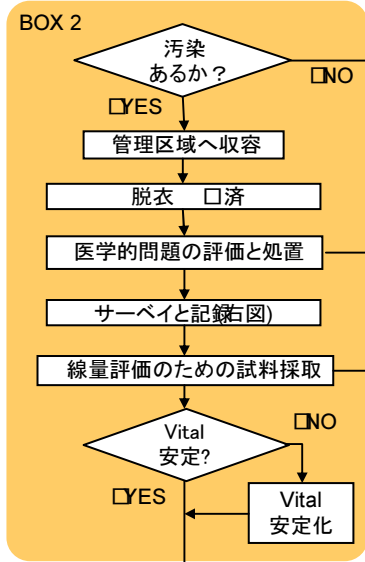 BOX 2
汚染
あるか？
□NO
□YES
管理区域へ収容
脱衣 □済
医学的問題の評価と処置
サーベイと記録(右図)
線量評価のための試料採取
Vital
安定?
□NO
□YES
Vital
安定化